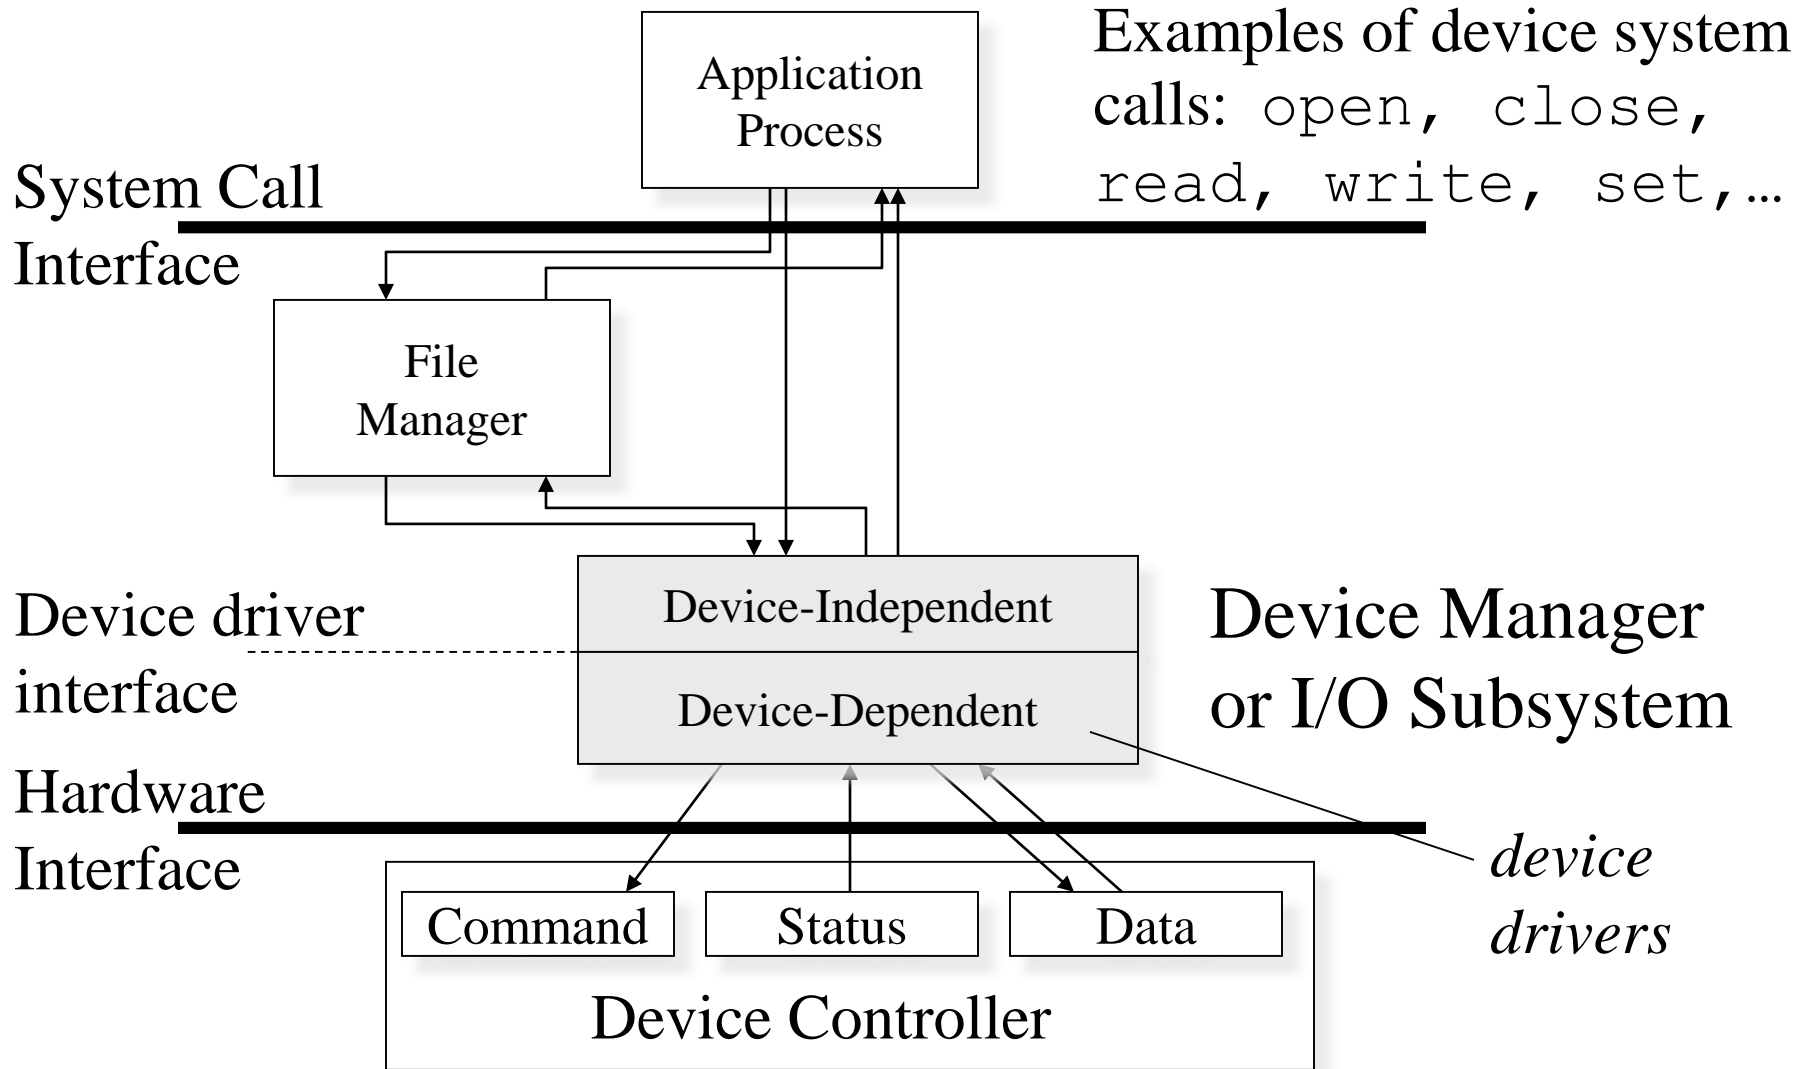 Application
Process
Examples of device system
calls: open, close,
read, write, set,…
System Call
Interface
File
Manager
Device driver
interface
Device-Independent
Device-Dependent
Device Manager
or I/O Subsystem
Hardware
Interface
device
drivers
Command
Status
Data
Device Controller